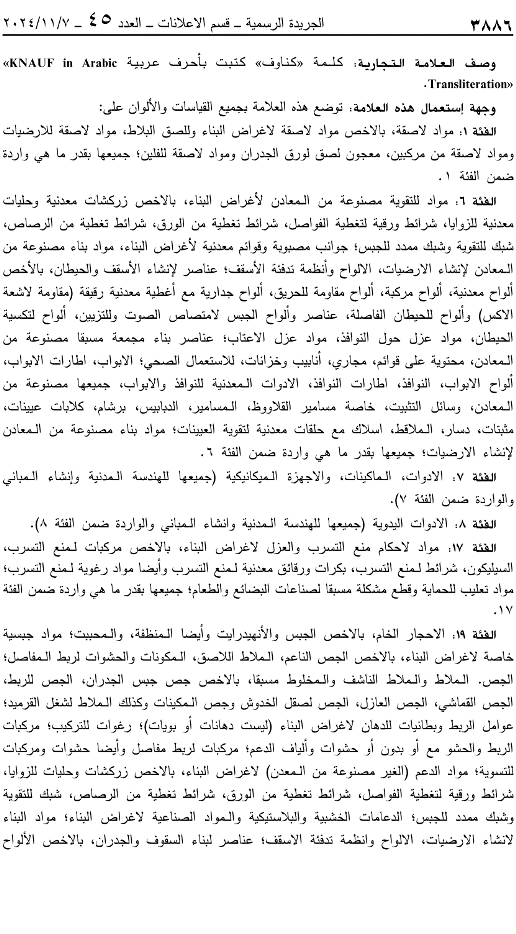 ٣٨٨٦ الجريدة الرسمية – قسم الاعلانات – العدد ٤٥ – ٢٠٢٤/١١/٧
وصف العلامة التجارية: كلمة «كناوف» كتبت بأحرف عربية «KNAUF in Arabic
Transliteration».
وجهة إستعمال هذه العلامة: توضع هذه العلامة بجميع القياسات والألوان على:
الفئة ١: مواد لاصقة، بالاخص مواد لاصقة لاغراض البناء وللصق البلاط، مواد لاصقة للارضيات
ومواد لاصقة من مركبين، معجون لصق لورق الجدران ومواد لاصقة للفلين؛ جميعها بقدر ما هي واردة
ضمن الفئة ١.
الفئة ٦: مواد للتقوية مصنوعة من المعادن لأغراض البناء، بالاخص زركشات معدنية وحليات
معدنية للزوايا، شرائط ورقية لتغطية الفواصل، شرائط تغطية من الورق، شرائط تغطية من الرصاص،
شبك للتقوية وشبك ممدد للجبس؛ جوانب مصبوبة وقوائم معدنية لأغراض البناء، مواد بناء مصنوعة من
المعادن لإنشاء الارضيات، الالواح وأنظمة تدفئة الأسقف؛ عناصر لإنشاء الأسقف والحيطان، بالأخص
ألواح معدنية، ألواح مركبة، ألواح مقاومة للحريق، ألواح جدارية مع أغطية معدنية رقيقة (مقاومة لاشعة
الاكس) وألواح للحيطان الفاصلة، عناصر وألواح الجبس لامتصاص الصوت وللتزيين، ألواح لتكسية
الحيطان، مواد عزل حول النوافذ، مواد عزل الاعتاب؛ عناصر بناء مجمعة مسبقا مصنوعة من
المعادن، محتوية على قوائم، مجاري، أنابيب وخزانات، للاستعمال الصحي؛ الابواب، اطارات الابواب،
ألواح الابواب، النوافذ، اطارات النوافذ، الادوات المعدنية للنوافذ والابواب، جميعها مصنوعة من
المعادن، وسائل التثبيت، خاصة مسامير القلاووظ، المسامير، الدبابيس، برشام، كلابات عيينات،
مثبتات، دسار، الملاقط، اسلاك مع حلقات معدنية لتقوية العيينات؛ مواد بناء مصنوعة من المعادن
لإنشاء الارضيات؛ جميعها بقدر ما هي واردة ضمن الفئة ٦.
الفئة ٧: الادوات، الماكينات، والاجهزة الميكانيكية (جميعها للهندسة المدنية وإنشاء المباني
والواردة ضمن الفئة ٧).
الفئة ٨: الادوات اليدوية (جميعها للهندسة المدنية وانشاء المباني والواردة ضمن الفئة ٨).
الفئة ١٧: مواد لاحكام منع التسرب والعزل لاغراض البناء، بالاخص مركبات لمنع التسرب،
السيليكون، شرائط لمنع التسرب، بكرات ورقائق معدنية لمنع التسرب وأيضا مواد رغوية لمنع التسرب؛
مواد تعليب للحماية وقطع مشكلة مسبقا لصناعات البضائع والطعام؛ جميعها بقدر ما هي واردة ضمن الفئة
١٧.
الفئة ١٩: الاحجار الخام، بالاخص الجبس والأنهيدرايت وأيضا المنظفة، والمحببت؛ مواد جبسية
خاصة لاغراض البناء، بالاخص الجص الناعم، الملاط اللاصق، المكونات والحشوات لربط المفاصل؛
الجص. الملاط والملاط الناشف والمخلوط مسبقا، بالاخص جص جبس الجدران، الجص للربط،
الجص القماشي، الجص العازل، الجص لصقل الخدوش وجص المكينات وكذلك الملاط لشغل القرميد؛
عوامل الربط وبطانيات للدهان لاغراض البناء (ليست دهانات أو بويات)؛ رغوات للتركيب؛ مركبات
الربط والحشو مع أو بدون أو حشوات وألياف الدعم؛ مركبات لربط مفاصل وأيضا حشوات ومركبات
للتسوية؛ مواد الدعم (الغير مصنوعة من المعدن) لاغراض البناء، بالاخص زركشات وحليات للزوايا،
شرائط ورقية لتغطية الفواصل، شرائط تغطية من الورق، شرائط تغطية من الرصاص، شبك للتقوية
وشبك ممدد للجبس؛ الدعامات الخشبية والبلاستيكية والمواد الصناعية لاغراض البناء؛ مواد البناء
لانشاء الارضيات، الالواح وانظمة تدفئة الاسقف؛ عناصر لبناء السقوف والجدران، بالاخص الألواح